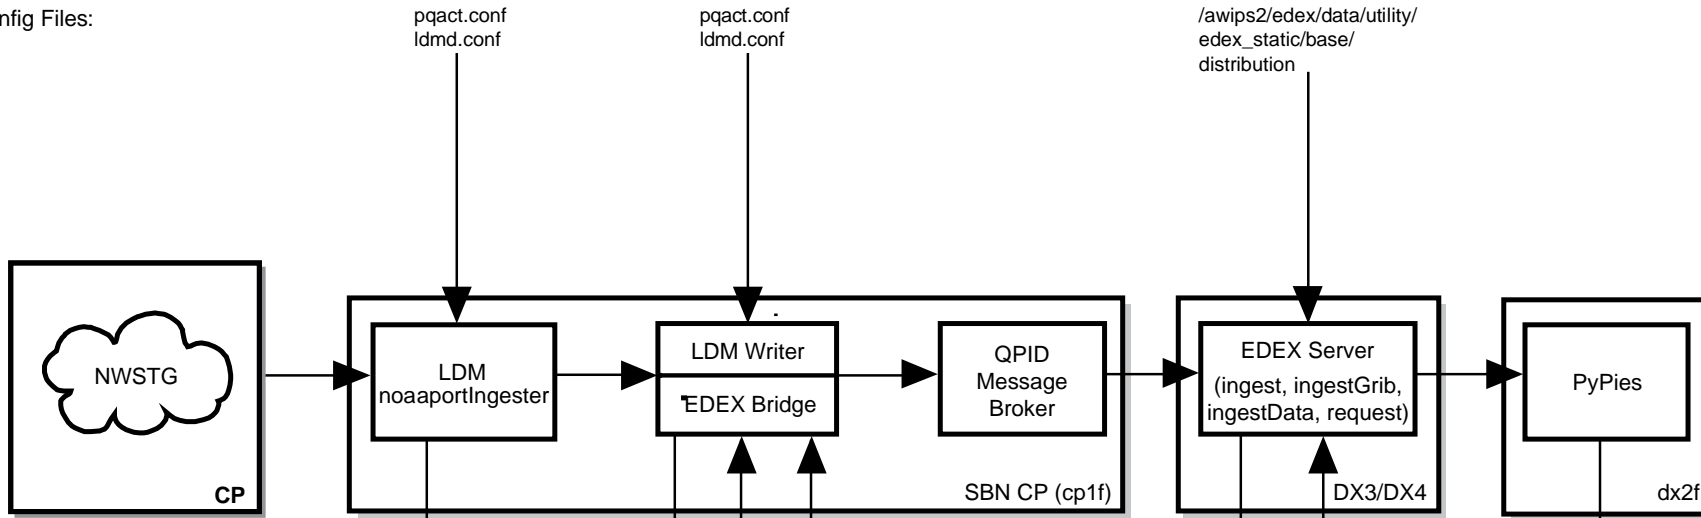 nfig Files:
pqact.conf
ldmd.conf
pqact.conf
ldmd.conf
/awips2/edex/data/utility/
edex_static/base/
distribution
NWSTG
CP
LDM
noaaportIngester
LDM Writer
EDEX Bridge
QPID
Message
Broker
SBN CP (cp1f)
EDEX Server
(ingest, ingestGrib,
ingestData, request)
DX3/DX4
PyPies
dx2f